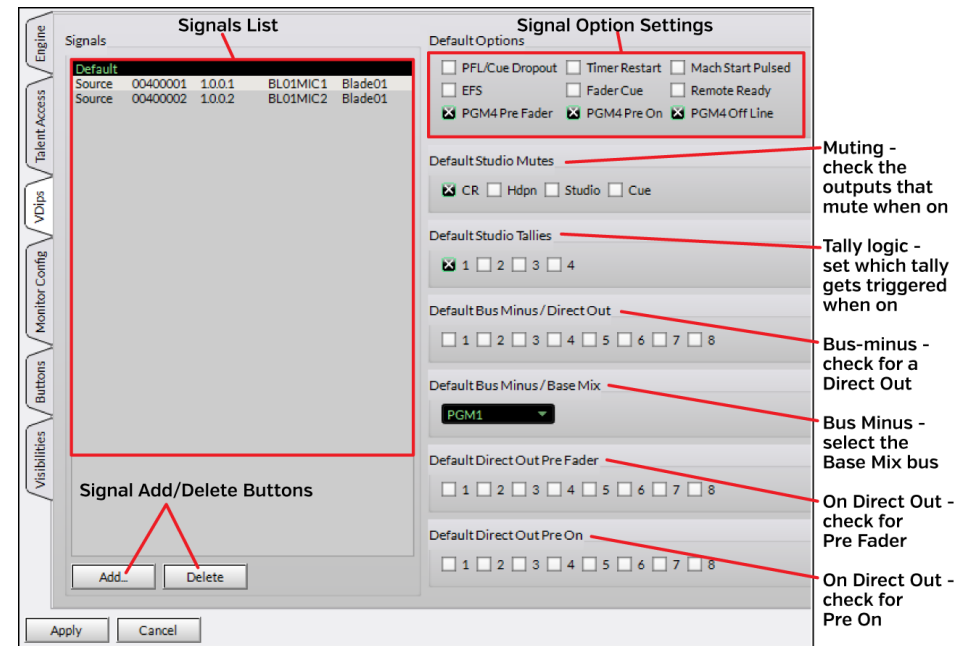 Signals List
Signal Option Settings
Engine
Talent Access
VDips
Monitor Config
Buttons
Visibilities
Signals
Default
Source 00400001 1.0.0.1 BL01MIC1 Blade01
Source 00400002 1.0.0.2 BL01MIC2 Blade01
Signal Add/Delete Buttons
Add... Delete
Apply Cancel
Default Options
PFL/Cue Dropout Timer Restart Mach Start Pulsed
EFS Fader Cue Remote Ready
PGM4 Pre Fader PGM4 Pre On PGM4 Off Line
Default Studio Mutes
CR Hdpn Studio Cue
Default Studio Tallies
1 2 3 4
Default Bus Minus / Direct Out
1 2 3 4 5 6 7 8
Default Bus Minus / Base Mix
PGM1
Default Direct Out Pre Fader
1 2 3 4 5 6 7 8
Default Direct Out Pre On
1 2 3 4 5 6 7 8
Muting -
check the
outputs that
mute when on
Tally logic -
set which tally
gets triggered
when on
Bus-minus -
check for a
Direct Out
Bus Minus -
select the
Base Mix bus
On Direct Out -
check for
Pre Fader
On Direct Out -
check for
Pre On